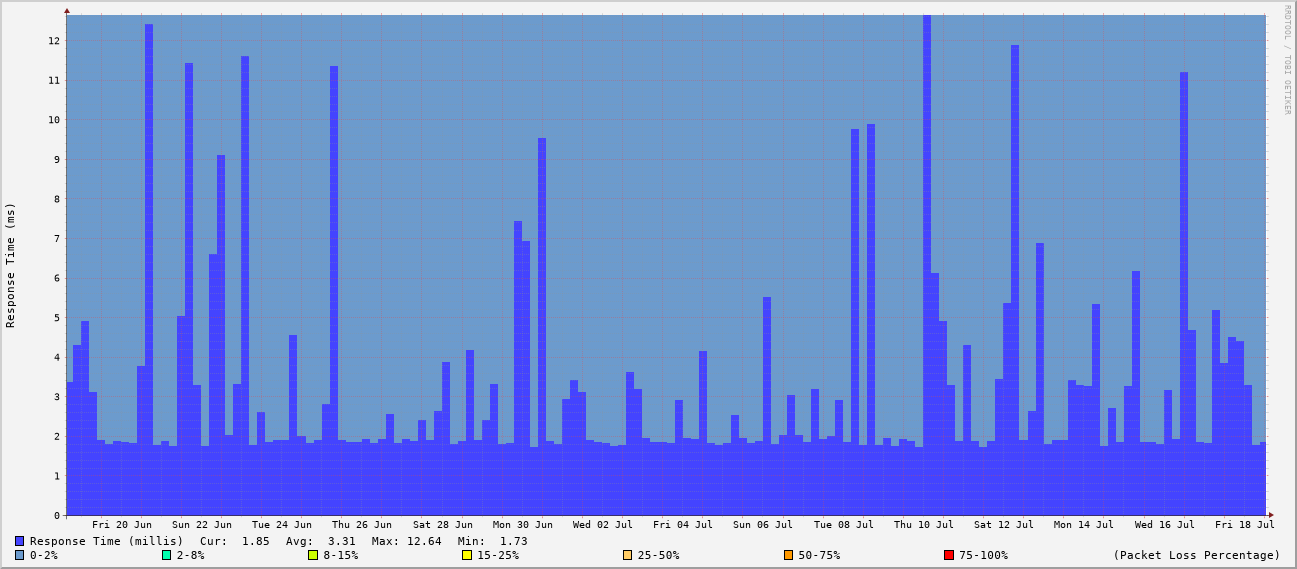 RRDTOOL / TOBI OETIKER
Response Time (ms)
12
11
10
9
8
7
6
5
4
3
2
1
0
Fri 20 Jun Sun 22 Jun Tue 24 Jun Thu 26 Jun Sat 28 Jun Mon 30 Jun Wed 02 Jul Fri 04 Jul Sun 06 Jul Tue 08 Jul Thu 10 Jul Sat 12 Jul Mon 14 Jul Wed 16 Jul Fri 18 Jul
Response Time (millis) Cur: 1.85 Avg: 3.31 Max: 12.64 Min: 1.73
0-2% 2-8% 8-15% 15-25% 25-50% 50-75% 75-100% (Packet Loss Percentage)